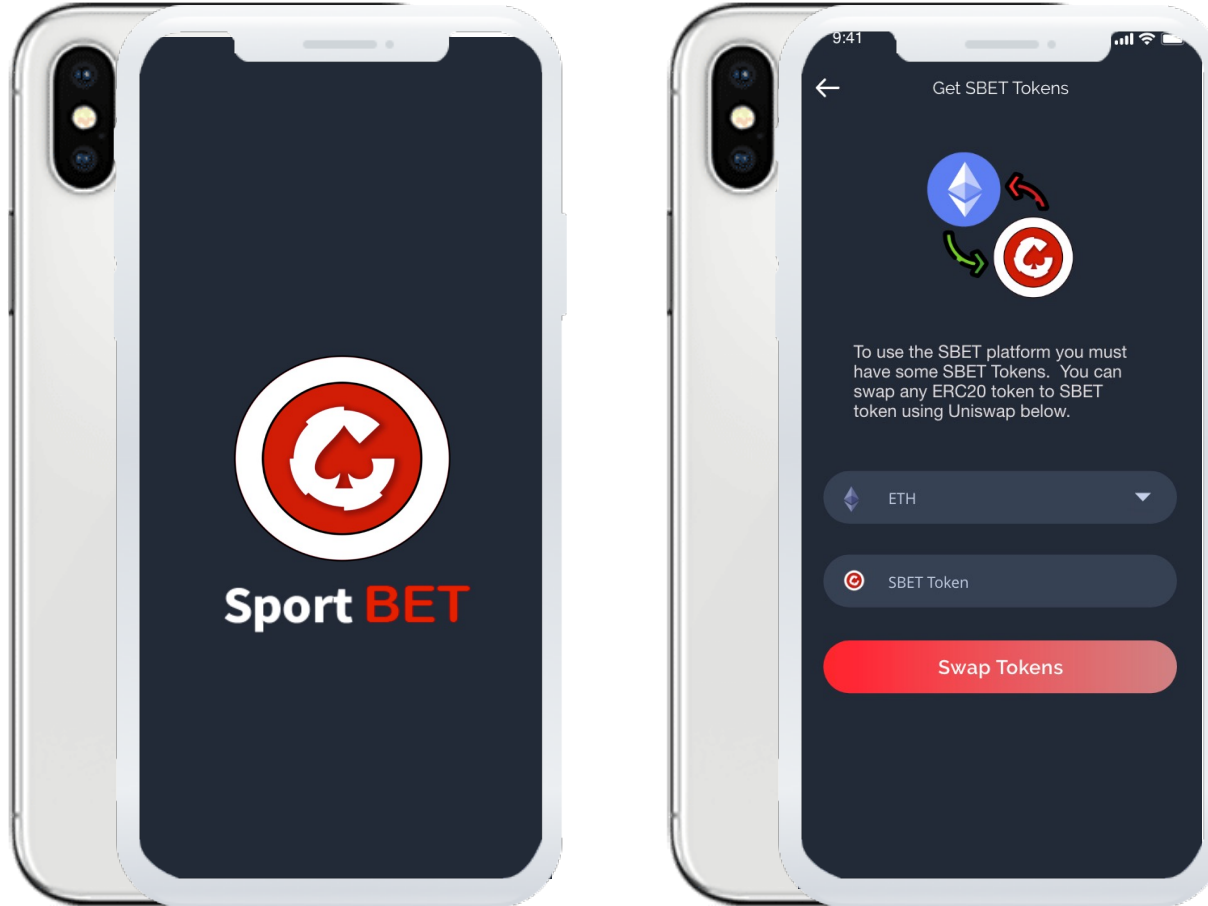 Sport BET
9:41
Get SBET Tokens
To use the SBET platform you must
have some SBET Tokens. You can
swap any ERC20 token to SBET
token using Uniswap below.
ETH
SBET Token
Swap Tokens